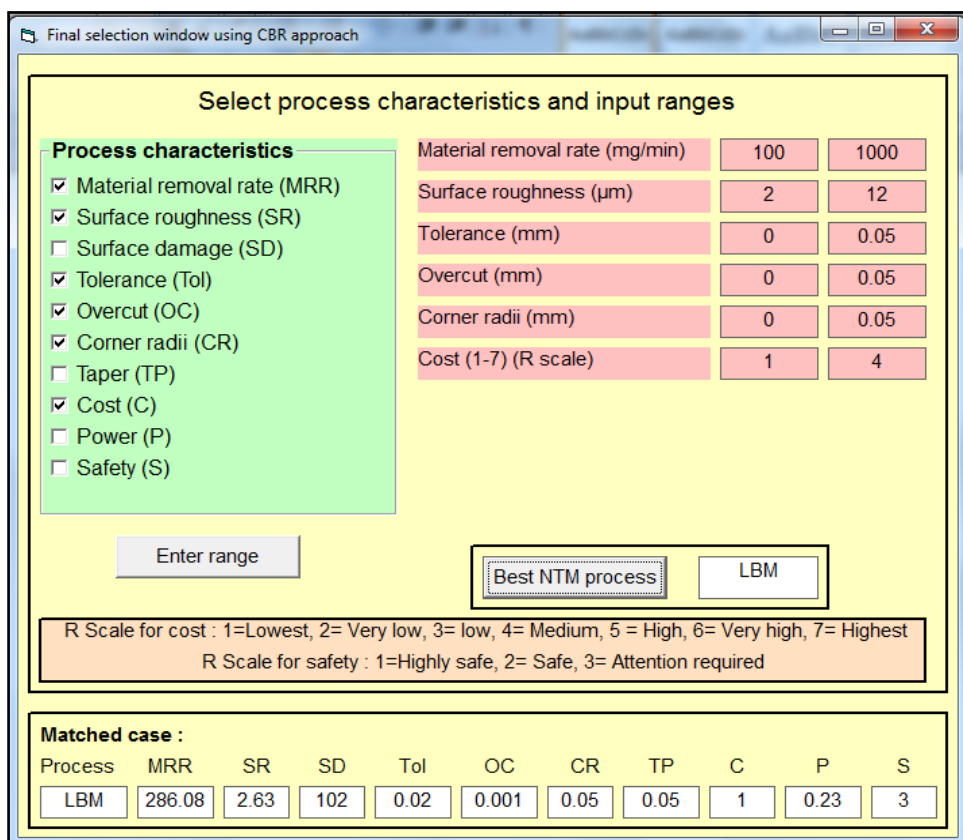 Final selection window using CBR approach
Select process characteristics and input ranges
Process characteristics
Material removal rate (MRR)
Surface roughness (SR)
Surface damage (SD)
Tolerance (Tol)
Overcut (OC)
Corner radii (CR)
Taper (TP)
Cost (C)
Power (P)
Safety (S)
Material removal rate (mg/min) 100 1000
Surface roughness (µm) 2 12
Tolerance (mm) 0 0.05
Overcut (mm) 0 0.05
Corner radii (mm) 0 0.05
Cost (1-7) (R scale) 1 4
Enter range
Best NTM process LBM
R Scale for cost : 1=Lowest, 2= Very low, 3= low, 4= Medium, 5 = High, 6= Very high, 7= Highest
R Scale for safety : 1=Highly safe, 2= Safe, 3= Attention required
Matched case :
Process MRR SR SD Tol OC CR TP C P S
LBM 286.08 2.63 102 0.02 0.001 0.05 0.05 1 0.23 3